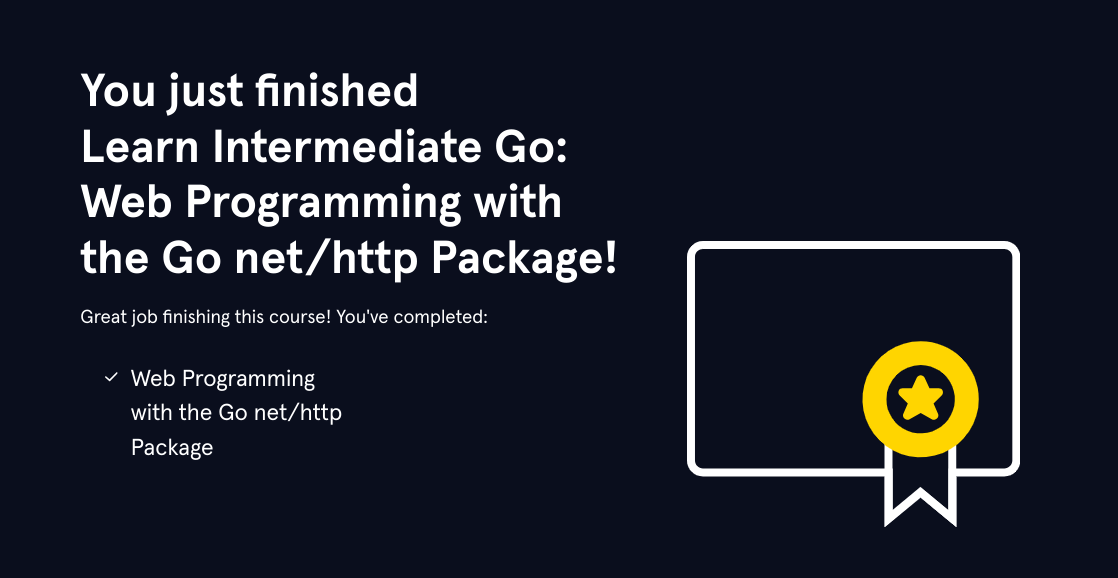 You just finished
Learn Intermediate Go:
Web Programming with
the Go net/http Package!
Great job finishing this course! You've completed:
Web Programming
with the Go net/http
Package